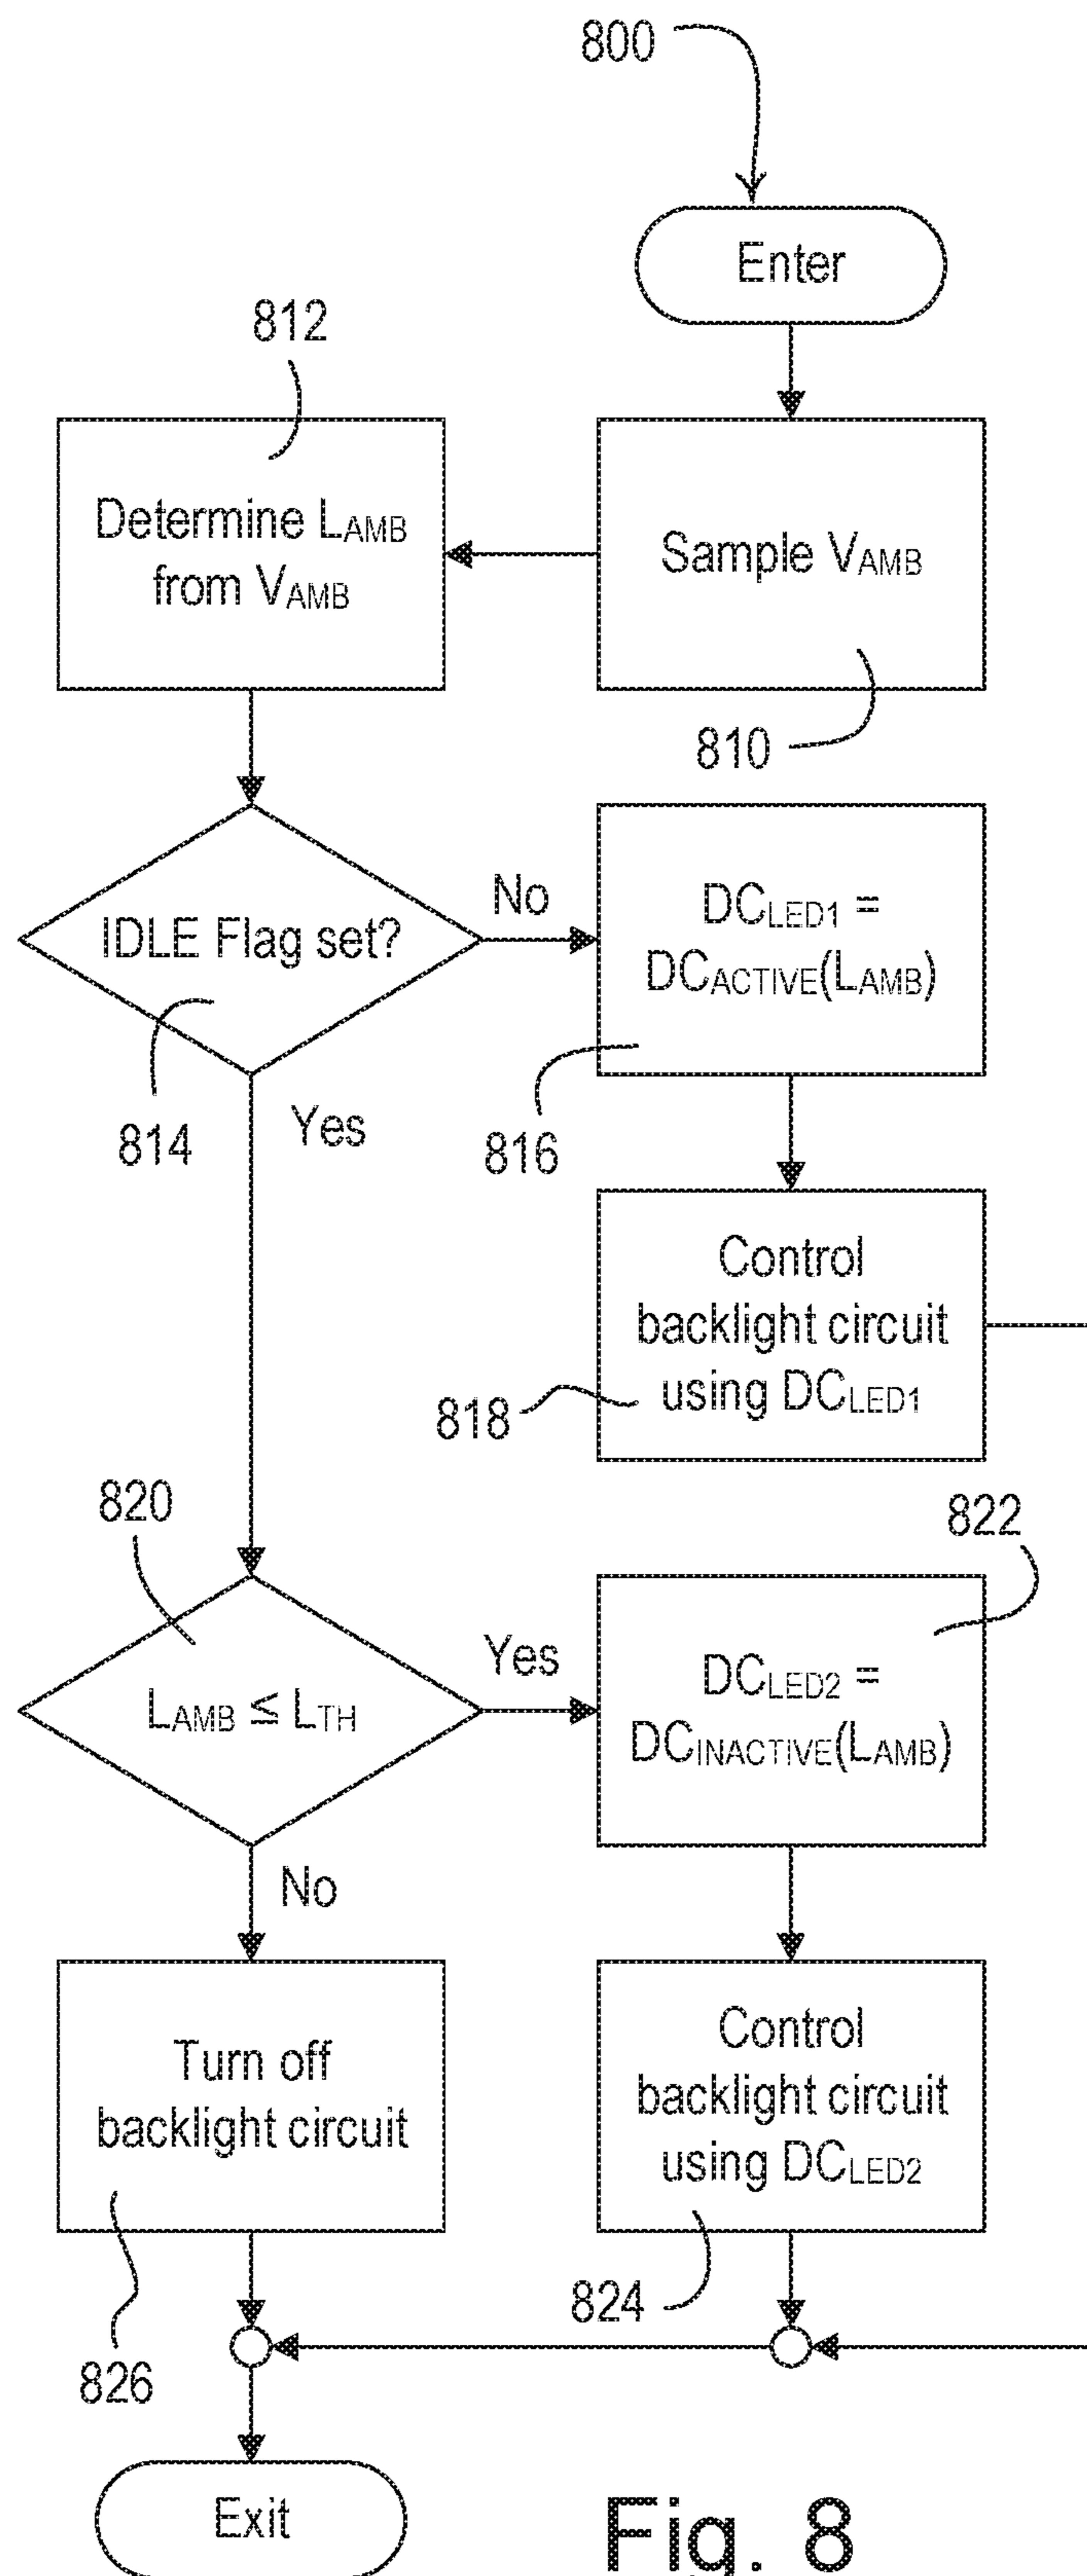 800
Enter
812
Determine LAMB
from VAMB
Sample VAMB
810
IDLE Flag set?
No
DCLED1 =
DCACTIVE(LAMB)
814
Yes
816
Control
backlight circuit
using DCLED1
818
820
822
LAMB ≤ LTH
Yes
DCLED2 =
DCINACTIVE(LAMB)
No
Turn off
backlight circuit
Control
backlight circuit
using DCLED2
824
826
Exit
Fig. 8